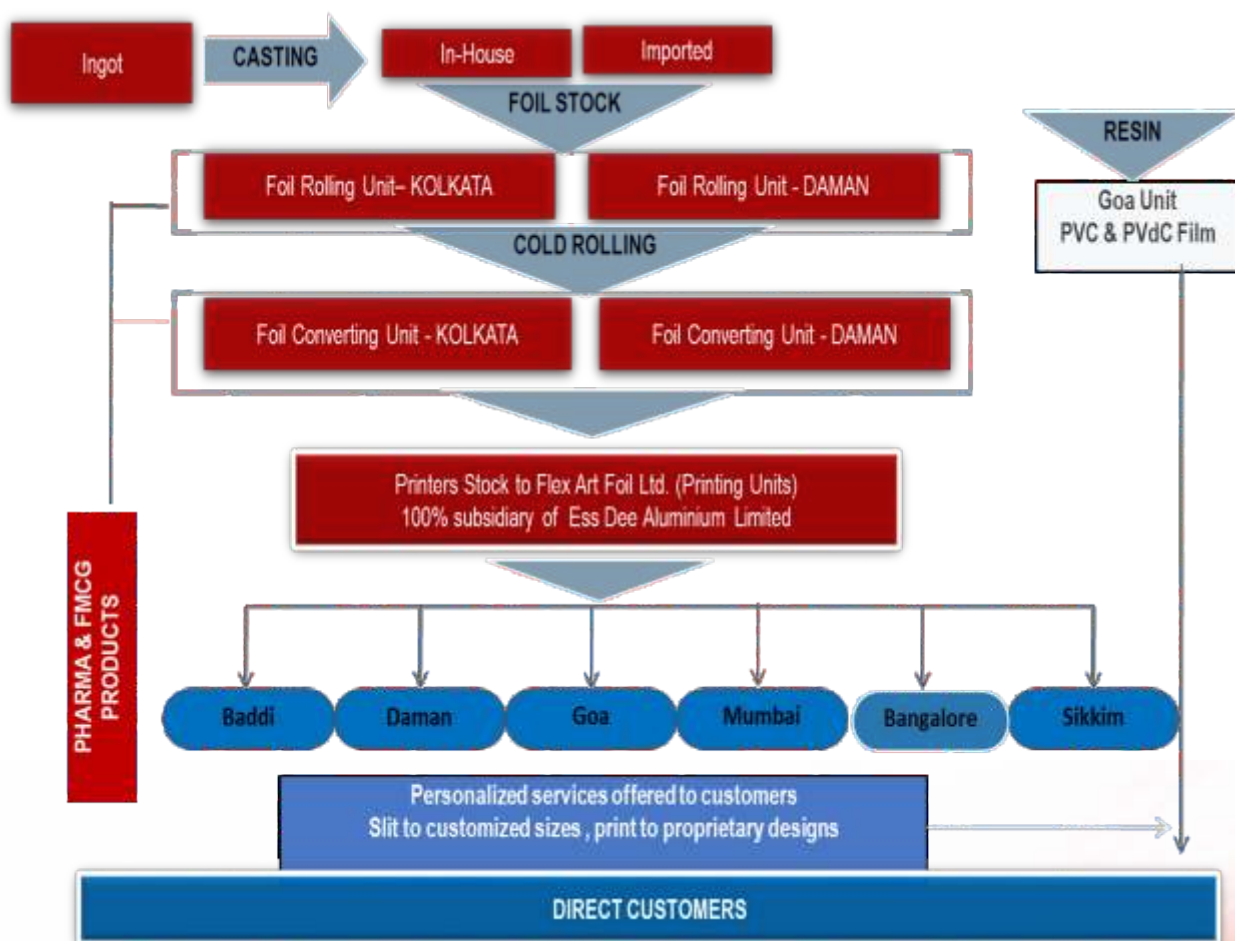 Ingot
CASTING
In-House
Imported
FOIL STOCK
RESIN
Foil Rolling Unit– KOLKATA
Foil Rolling Unit - DAMAN
Goa Unit
PVC & PVdC Film
COLD ROLLING
Foil Converting Unit - KOLKATA
Foil Converting Unit - DAMAN
Printers Stock to Flex Art Foil Ltd. (Printing Units)
100% subsidiary of Ess Dee Aluminium Limited
PHARMA & FMCG
PRODUCTS
Baddi
Daman
Goa
Mumbai
Bangalore
Sikkim
Personalized services offered to customers
Slit to customized sizes , print to proprietary designs
DIRECT CUSTOMERS